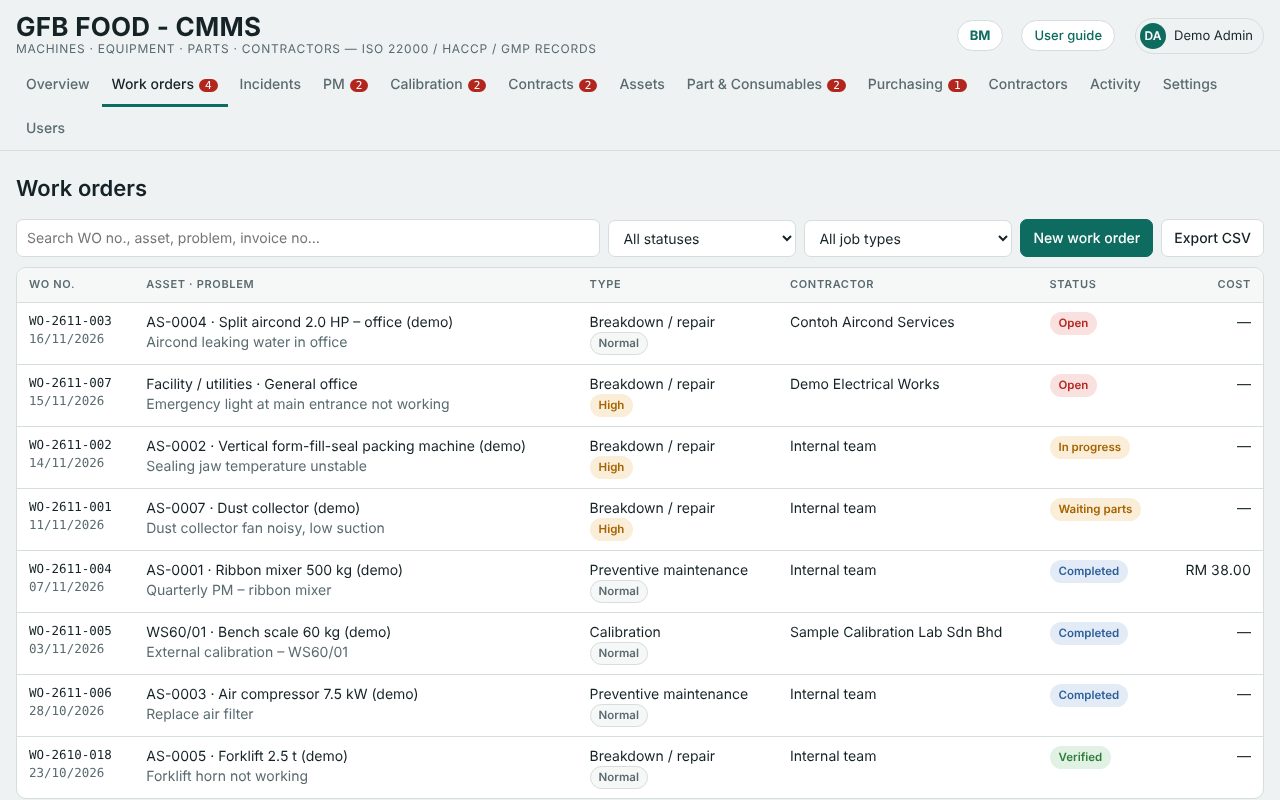 GFB FOOD - CMMS
MACHINES · EQUIPMENT · PARTS · CONTRACTORS — ISO 22000 / HACCP / GMP RECORDS
BM
User guide
DA Demo Admin
Overview Work orders 4 Incidents PM 2 Calibration 2 Contracts 2 Assets Part & Consumables 2 Purchasing 1 Contractors Activity Settings
Users
Work orders
Search WO no., asset, problem, invoice no... All statuses All job types New work order Export CSV
WO NO. ASSET · PROBLEM TYPE CONTRACTOR STATUS COST
WO-2611-003 AS-0004 · Split aircond 2.0 HP – office (demo) Breakdown / repair Contoh Aircond Services Open —
16/11/2026 Aircond leaking water in office Normal
WO-2611-007 Facility / utilities · General office Breakdown / repair Demo Electrical Works Open —
15/11/2026 Emergency light at main entrance not working High
WO-2611-002 AS-0002 · Vertical form-fill-seal packing machine (demo) Breakdown / repair Internal team In progress —
14/11/2026 Sealing jaw temperature unstable High
WO-2611-001 AS-0007 · Dust collector (demo) Breakdown / repair Internal team Waiting parts —
11/11/2026 Dust collector fan noisy, low suction High
WO-2611-004 AS-0001 · Ribbon mixer 500 kg (demo) Preventive maintenance Internal team Completed RM 38.00
07/11/2026 Quarterly PM – ribbon mixer Normal
WO-2611-005 WS60/01 · Bench scale 60 kg (demo) Calibration Sample Calibration Lab Sdn Bhd Completed —
03/11/2026 External calibration – WS60/01 Normal
WO-2611-006 AS-0003 · Air compressor 7.5 kW (demo) Preventive maintenance Internal team Completed —
28/10/2026 Replace air filter Normal
WO-2610-018 AS-0005 · Forklift 2.5 t (demo) Breakdown / repair Internal team Verified —
23/10/2026 Forklift horn not working Normal